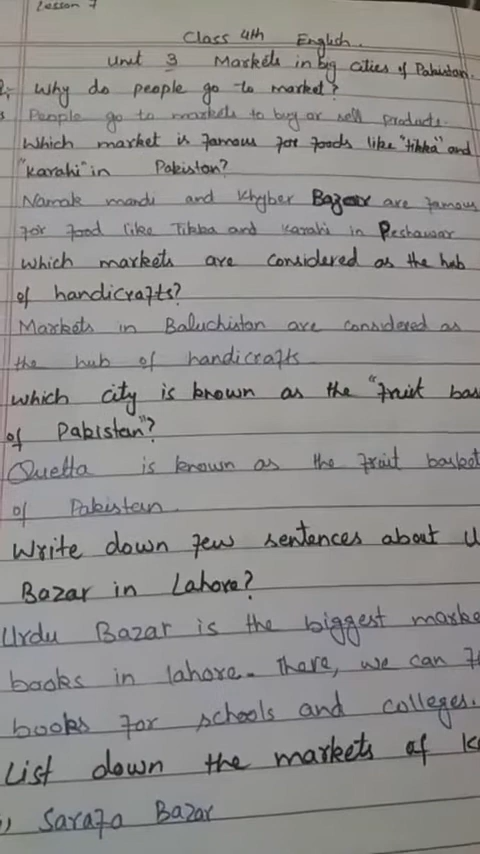 Lesson 7
Class 4th English.
Unit 3 Markets in big cities of Pakistan.
Why do people go to market?
People go to markets to buy or sell products.
Which market is famous for foods like "tikka" and
"karahi" in Pakistan?
Namak mandi and Khyber Bazar are famous
for food like Tikka and karahi in Peshawar
which markets are considered as the hub
of handicrafts?
Markets in Baluchistan are considered as
the hub of handicrafts
which city is known as the "fruit bas
of Pakistan"?
Quetta is known as the fruit basket
of Pakistan.
Write down few sentences about U
Bazar in Lahore?
Urdu Bazar is the biggest marke
books in lahore. There, we can f
books for schools and colleges.
List down the markets of K
i) Sarafa Bazar